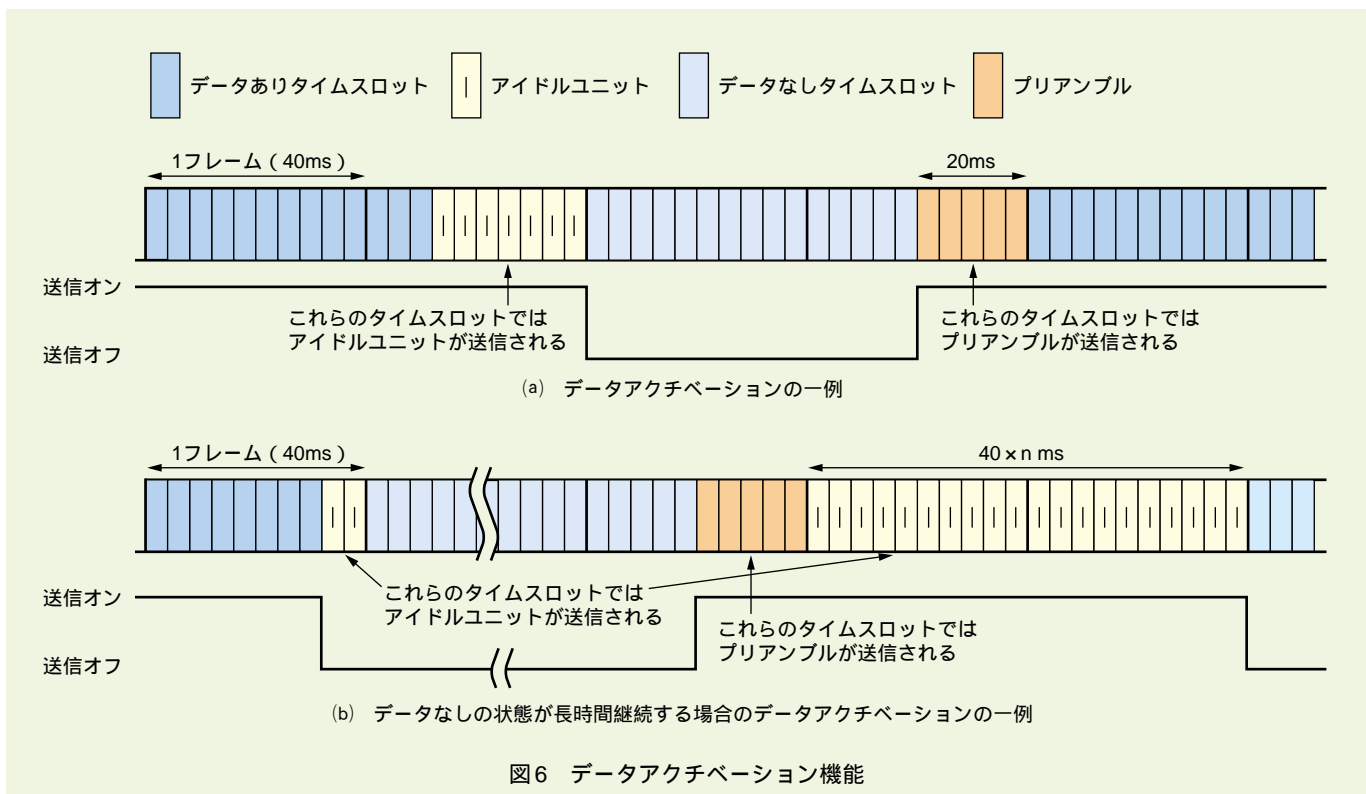 データありタイムスロット アイドルユニット データなしタイムスロット プリアンブル
1フレーム(40ms)
20ms
送信オン
送信オフ
これらのタイムスロットでは
アイドルユニットが送信される
これらのタイムスロットでは
プリアンブルが送信される
(a) データアクチベーションの一例
1フレーム(40ms)
40×n ms
送信オン
送信オフ
これらのタイムスロットでは
アイドルユニットが送信される
これらのタイムスロットでは
プリアンブルが送信される
(b) データなしの状態が長時間継続する場合のデータアクチベーションの一例
図6 データアクチベーション機能